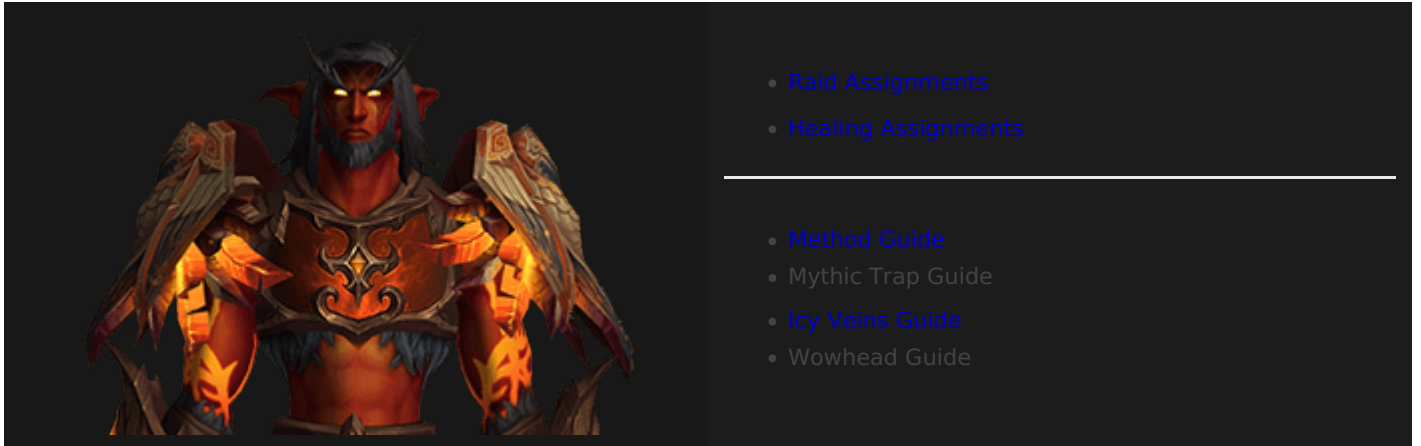 Raid Assignments
Healing Assignments
Method Guide
Mythic Trap Guide
Icy Veins Guide
Wowhead Guide